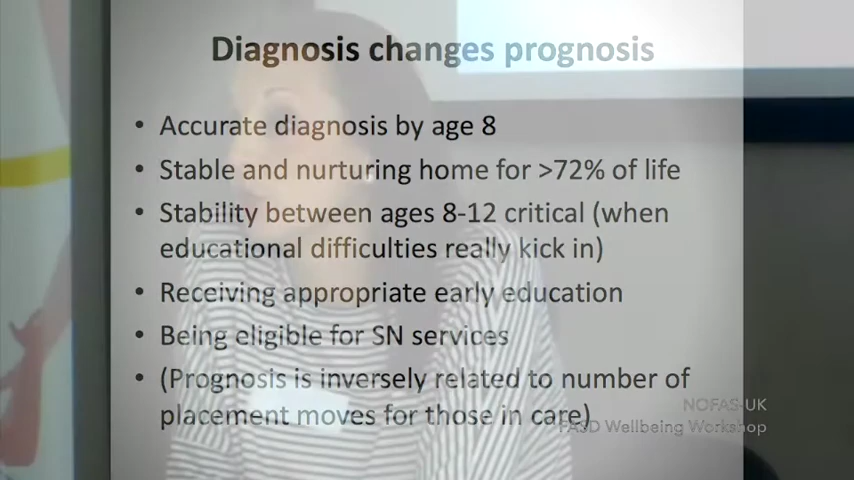 Diagnosis changes prognosis
• Accurate diagnosis by age 8
• Stable and nurturing home for >72% of life
• Stability between ages 8-12 critical (when
educational difficulties really kick in)
• Receiving appropriate early education
• Being eligible for SN services
• (Prognosis is inversely related to number of
placement moves for those in care)
NOFAS-UK
FASD Wellbeing Workshop